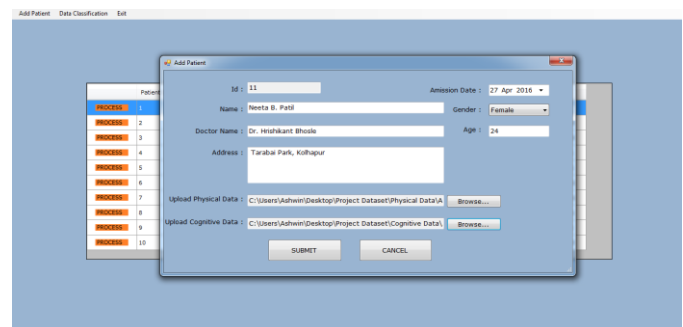 Add Patient Data Classification Exit
Add Patient
Id : 11 Amission Date : 27 Apr 2016
Name : Neeta B. Patil Gender : Female
Doctor Name : Dr. Hrishikant Bhosle Age : 24
Address : Tarabai Park, Kolhapur
Upload Physical Data : C:\Users\Ashwin\Desktop\Project Dataset\Physical Data\A Browse...
Upload Cognitive Data : C:\Users\Ashwin\Desktop\Project Dataset\Cognitive Data\ Browse...
SUBMIT CANCEL
Patien
PROCESS 1
PROCESS 2
PROCESS 3
PROCESS 4
PROCESS 5
PROCESS 6
PROCESS 7
PROCESS 8
PROCESS 9
PROCESS 10